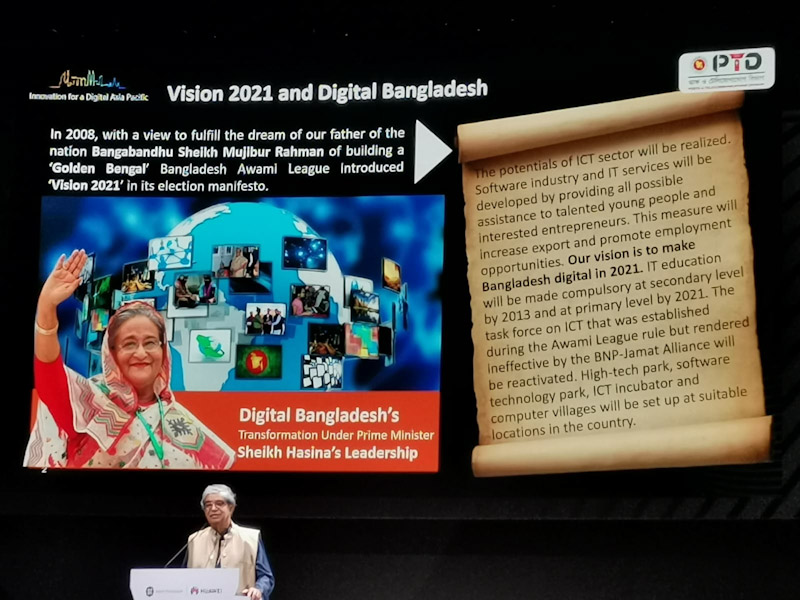 Innovation for a Digital Asia Pacific
Vision 2021 and Digital Bangladesh
PTD
ডাক ও টেলিযোগাযোগ বিভাগ
In 2008, with a view to fulfill the dream of our father of the
nation Bangabandhu Sheikh Mujibur Rahman of building a
‘Golden Bengal’ Bangladesh Awami League introduced
‘Vision 2021’ in its election manifesto.
The potentials of ICT sector will be realized.
Software industry and IT services will be
developed by providing all possible
assistance to talented young people and
interested entrepreneurs. This measure will
increase export and promote employment
opportunities. Our vision is to make
Bangladesh digital in 2021. IT education
will be made compulsory at secondary level
by 2013 and at primary level by 2021. The
task force on ICT that was established
during the Awami League rule but rendered
ineffective by the BNP-Jamat Alliance will
be reactivated. High-tech park, software
technology park, ICT incubator and
computer villages will be set up at suitable
locations in the country.
Digital Bangladesh’s
Transformation Under Prime Minister
Sheikh Hasina’s Leadership
2
HUAWEI